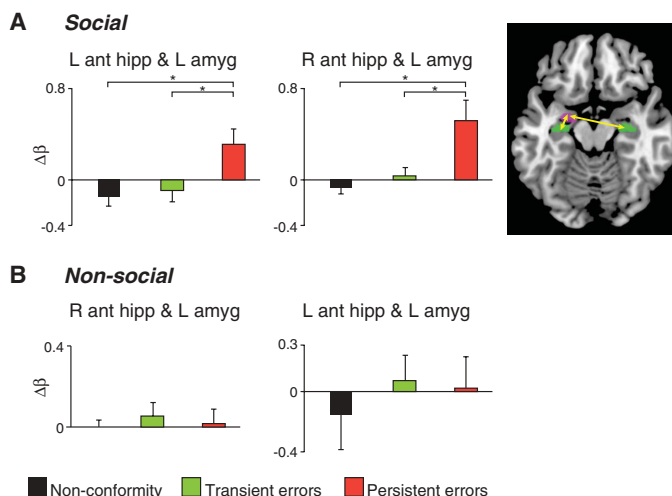 A Social
L ant hipp & L amyg
R ant hipp & L amyg
0.8
0.8
*
*
*
*
Δβ
0
0
-0.4
-0.4
B Non-social
R ant hipp & L amyg
L ant hipp & L amyg
0.4
0.3
Δβ
0
0
-0.4
Non-conformity Transient errors Persistent errors